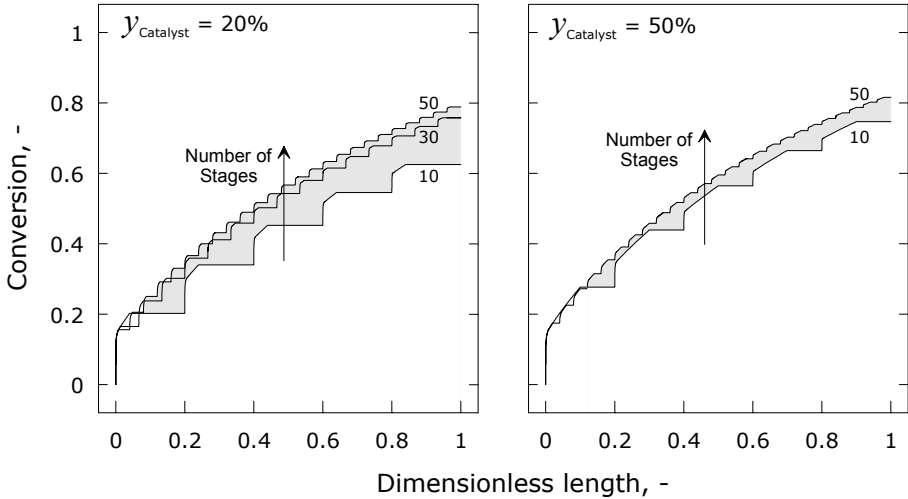 y Catalyst = 20%
y Catalyst = 50%
Conversion, -
1
0.8
0.6
0.4
0.2
0
50
30
10
Number of
Stages
50
10
Number of
Stages
0 0.2 0.4 0.6 0.8 1
0 0.2 0.4 0.6 0.8 1
Dimensionless length, -